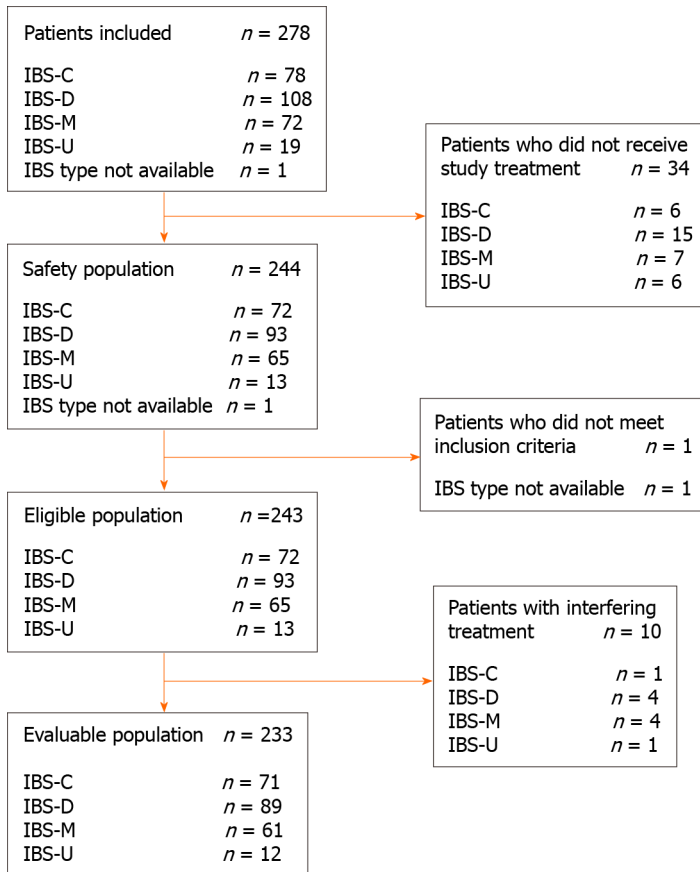 Patients included n = 278
IBS-C n = 78
IBS-D n = 108
IBS-M n = 72
IBS-U n = 19
IBS type not available n = 1
Patients who did not receive
study treatment n = 34
IBS-C n = 6
IBS-D n = 15
IBS-M n = 7
IBS-U n = 6
Safety population n = 244
IBS-C n = 72
IBS-D n = 93
IBS-M n = 65
IBS-U n = 13
IBS type not available n = 1
Patients who did not meet
inclusion criteria n = 1
IBS type not available n = 1
Eligible population n =243
IBS-C n = 72
IBS-D n = 93
IBS-M n = 65
IBS-U n = 13
Patients with interfering
treatment n = 10
IBS-C n = 1
IBS-D n = 4
IBS-M n = 4
IBS-U n = 1
Evaluable population n = 233
IBS-C n = 71
IBS-D n = 89
IBS-M n = 61
IBS-U n = 12